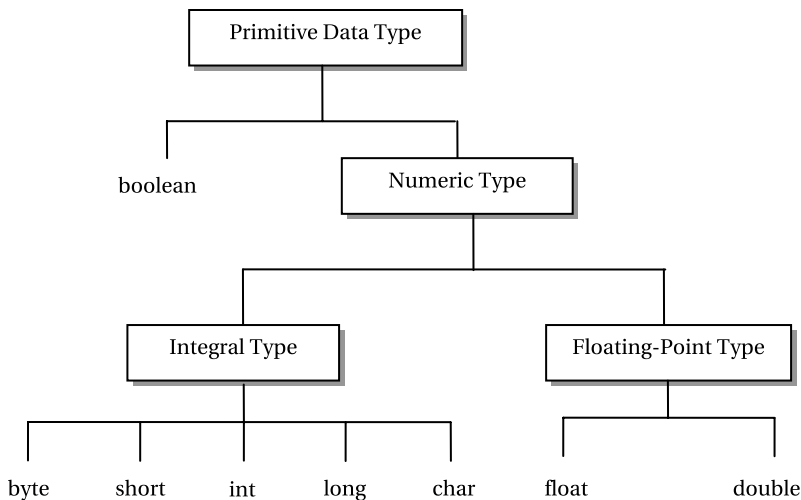 Primitive Data Type
boolean
Numeric Type
Integral Type
Floating-Point Type
byte
short
int
long
char
float
double